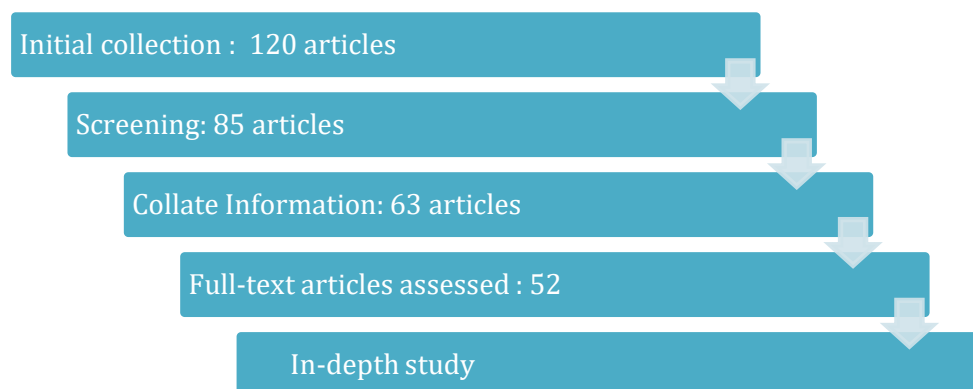 Initial collection :  120 articles
Screening: 85 articles
Collate Information: 63 articles
Full-text articles assessed : 52
In-depth study